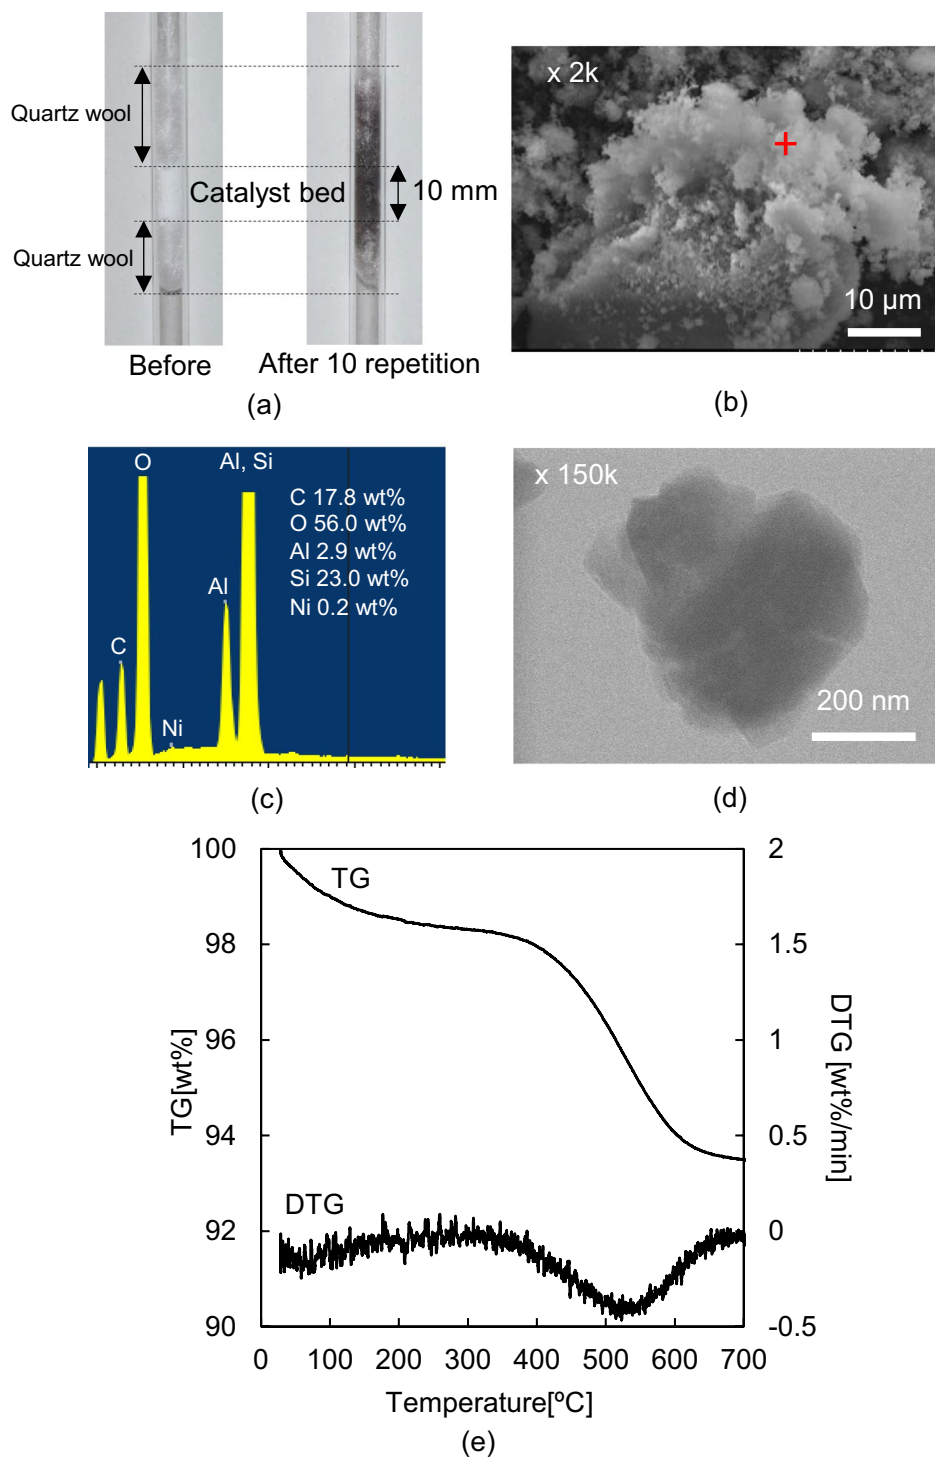 Quartz wool
Catalyst bed
10 mm
Quartz wool
Before
After 10 repetition
(a)
x 2k
10 µm
(b)
O
Al, Si
C 17.8 wt%
O 56.0 wt%
Al 2.9 wt%
Si 23.0 wt%
Ni 0.2 wt%
Al
C
Ni
(c)
x 150k
200 nm
(d)
100
98
96
94
92
90
TG[wt%]
TG
DTG
2
1.5
1
0.5
0
-0.5
DTG [wt%/min]
0 100 200 300 400 500 600 700
Temperature[ºC]
(e)